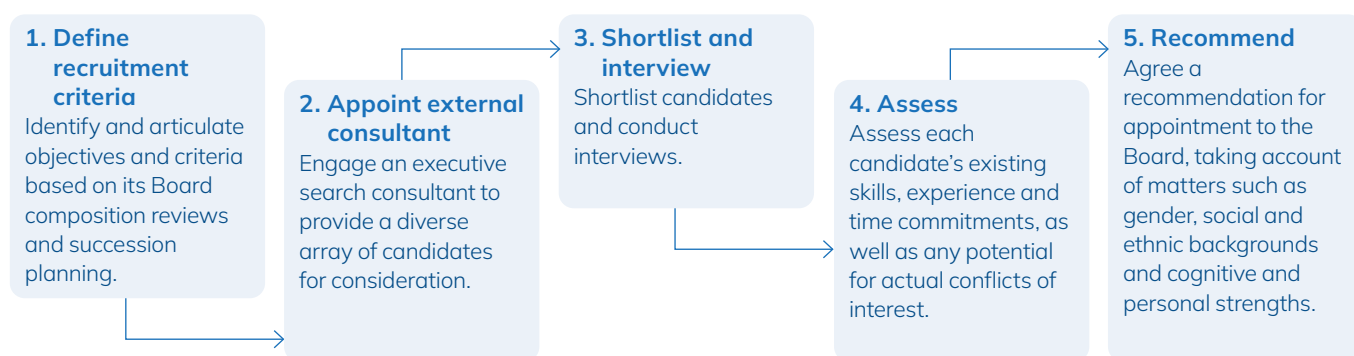 1. Define
recruitment
criteria
Identify and articulate
objectives and criteria
based on its Board
composition reviews
and succession
planning.
2. Appoint external
consultant
Engage an executive
search consultant to
provide a diverse
array of candidates
for consideration.
3. Shortlist and
interview
Shortlist candidates
and conduct
interviews.
4. Assess
Assess each
candidate’s existing
skills, experience and
time commitments, as
well as any potential
for actual conflicts of
interest.
5. Recommend
Agree a
recommendation for
appointment to the
Board, taking account
of matters such as
gender, social and
ethnic backgrounds
and cognitive and
personal strengths.